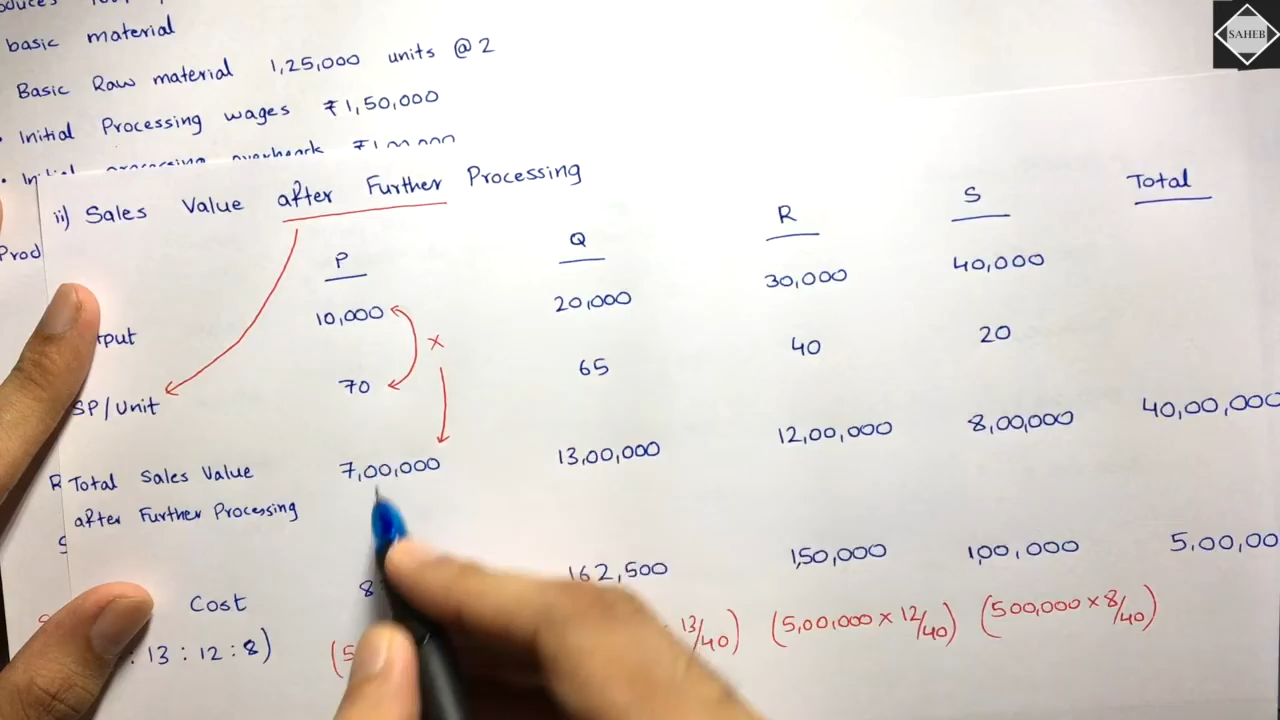 basic material
Basic Raw material 1,25,000 units @ 2
Initial Processing wages ₹1,50,000
SAHEB
ii) Sales Value after Further Processing
P Q R S Total
10,000 20,000 30,000 40,000
×
SP/Unit 70 65 40 20
Total Sales Value 7,00,000 13,00,000 12,00,000 8,00,000 40,00,000
after Further Processing
Cost 162,500 1,50,000 1,00,000 5,00,00
: 13 : 12 : 8) (5 13/40) (5,00,000 × 12/40) (500,000 × 8/40)